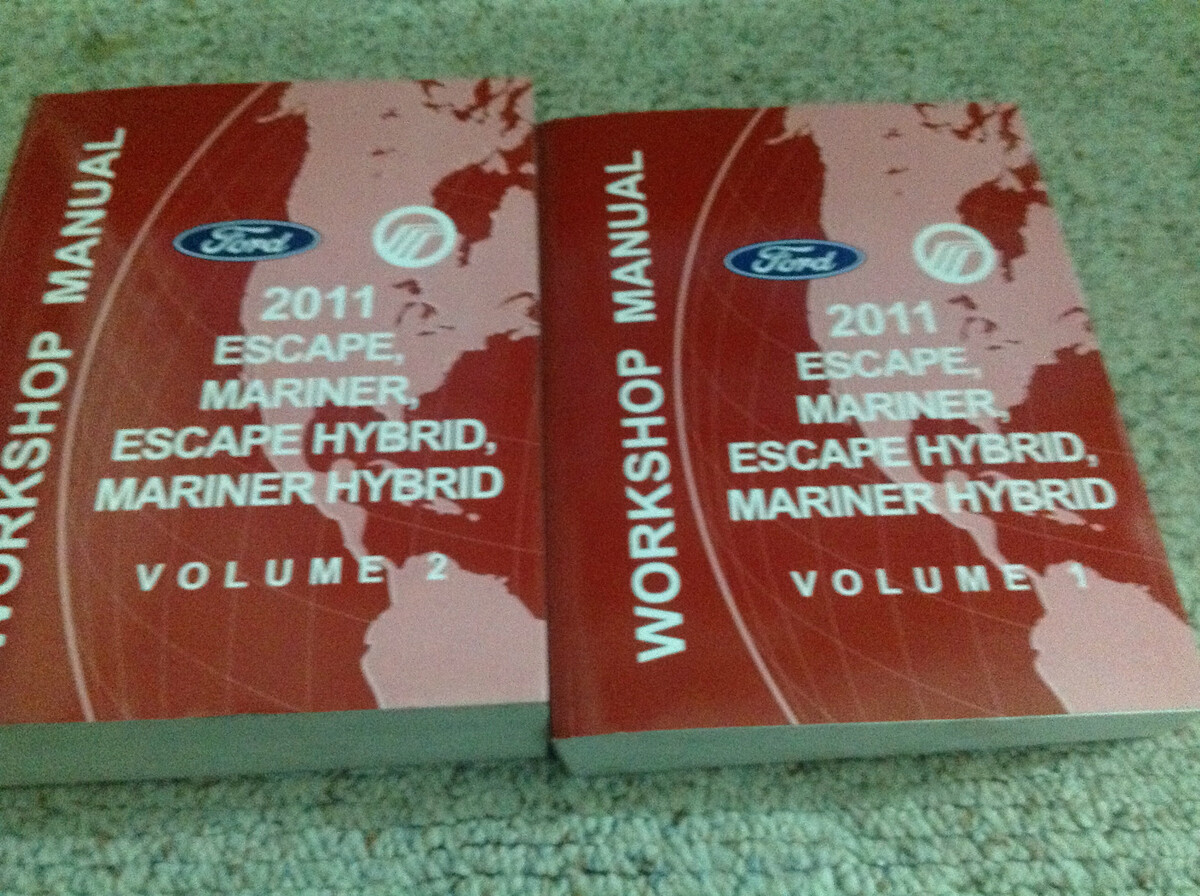 WORKSHOP MANUAL
Ford
2011
ESCAPE,
MARINER,
ESCAPE HYBRID,
MARINER HYBRID
VOLUME 2
WORKSHOP MANUAL
Ford
2011
ESCAPE,
MARINER,
ESCAPE HYBRID,
MARINER HYBRID
VOLUME 1